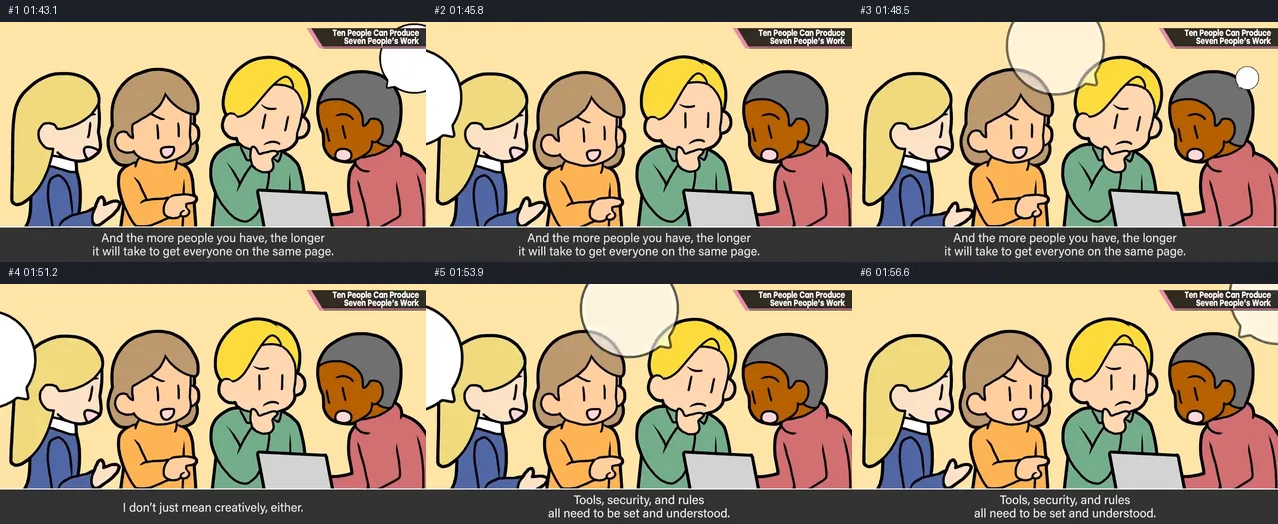 #1 01:43.1
Ten People Can Produce
Seven People's Work
And the more people you have, the longer
it will take to get everyone on the same page.
#2 01:45.8
Ten People Can Produce
Seven People's Work
And the more people you have, the longer
it will take to get everyone on the same page.
#3 01:48.5
Ten People Can Produce
Seven People's Work
And the more people you have, the longer
it will take to get everyone on the same page.
#4 01:51.2
Ten People Can Produce
Seven People's Work
I don't just mean creatively, either.
#5 01:53.9
Ten People Can Produce
Seven People's Work
Tools, security, and rules
all need to be set and understood.
#6 01:56.6
Ten People Can Produce
Seven People's Work
Tools, security, and rules
all need to be set and understood.